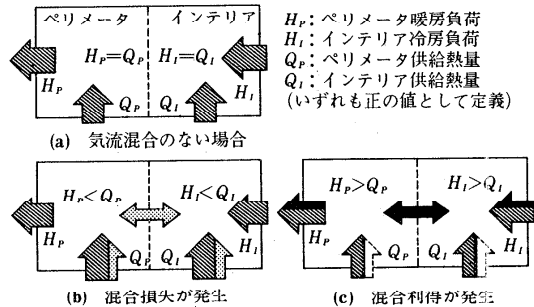 ペリメータ インテリア
H_P=Q_P H_I=Q_I
H_P Q_P Q_I H_I
(a) 気流混合のない場合
H_P：ペリメータ暖房負荷
H_I：インテリア冷房負荷
Q_P：ペリメータ供給熱量
Q_I：インテリア供給熱量
(いずれも正の値として定義)
H_P<Q_P H_I<Q_I
H_P Q_P Q_I H_I
(b) 混合損失が発生
H_P>Q_P H_I>Q_I
H_P Q_P Q_I H_I
(c) 混合利得が発生